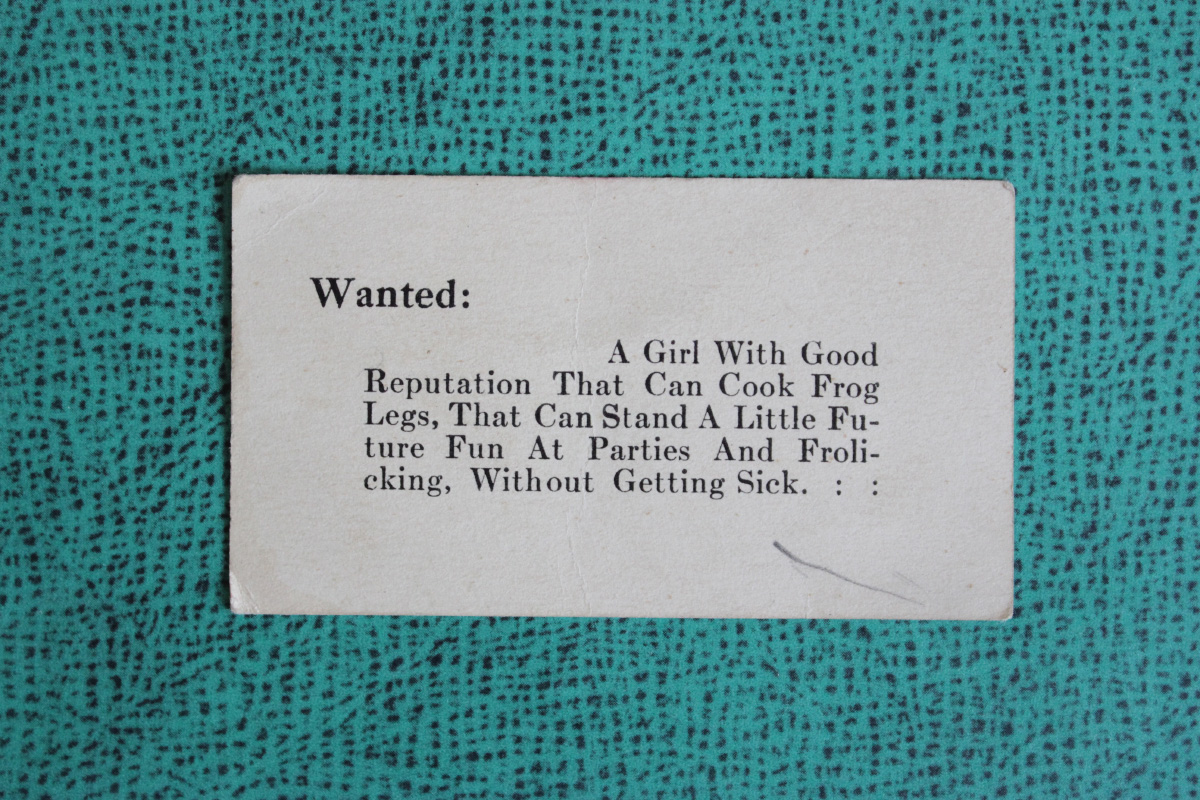 Wanted:
A Girl With Good
Reputation That Can Cook Frog
Legs, That Can Stand A Little Fu-
ture Fun At Parties And Froli-
cking, Without Getting Sick. : :